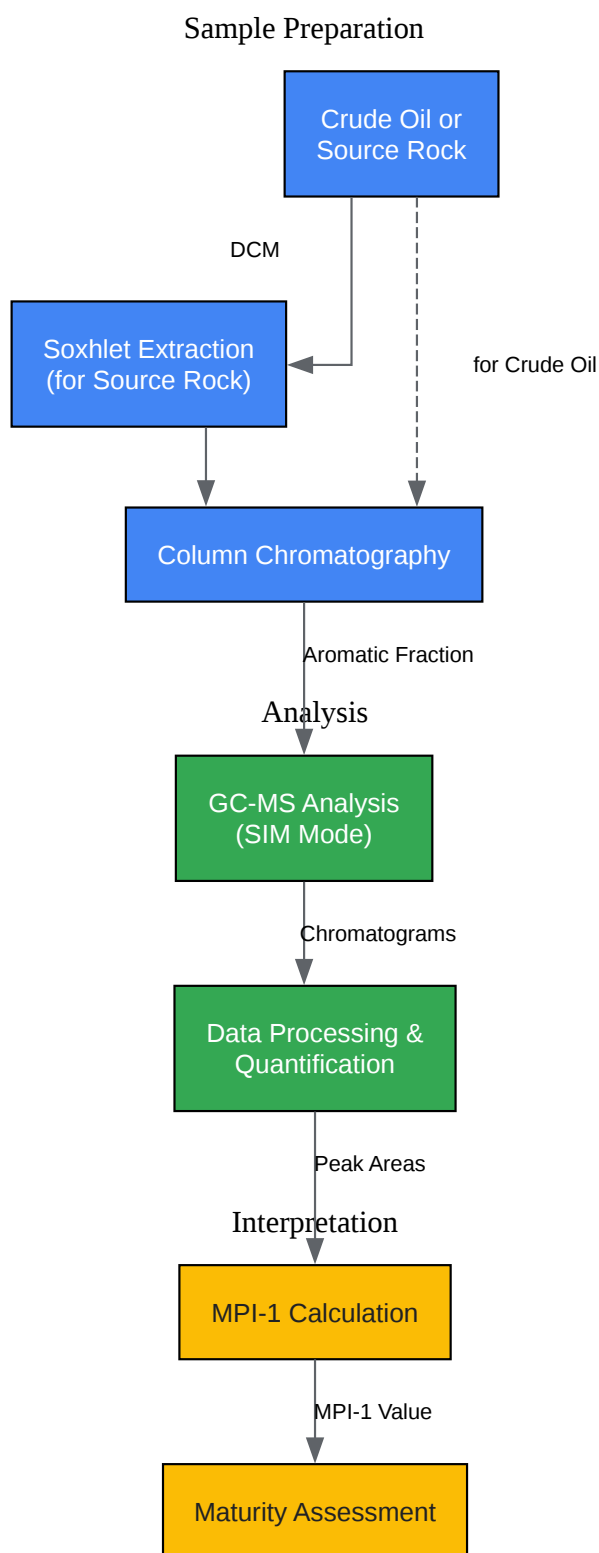 Sample Preparation
Crude Oil or
Source Rock
DCM
Soxhlet Extraction
(for Source Rock)
for Crude Oil
Column Chromatography
Aromatic Fraction
Analysis
GC-MS Analysis
(SIM Mode)
Chromatograms
Data Processing &
Quantification
Peak Areas
Interpretation
MPI-1 Calculation
MPI-1 Value
Maturity Assessment